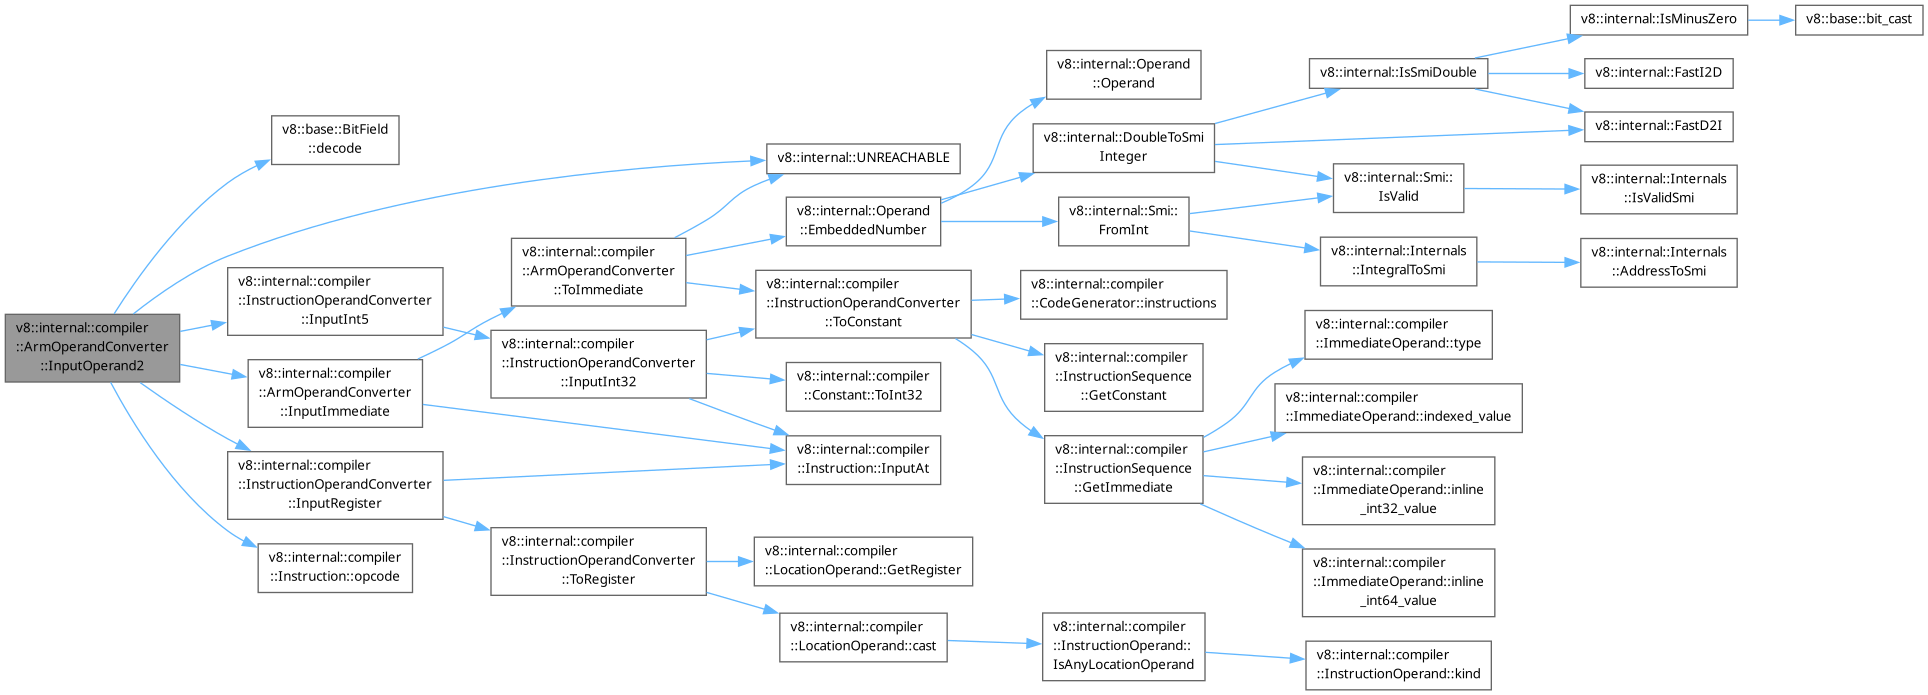 v8::internal::compiler
::ArmOperandConverter
::InputOperand2
v8::base::BitField
::decode
v8::internal::UNREACHABLE
v8::internal::compiler
::InstructionOperandConverter
::InputInt5
v8::internal::compiler
::ArmOperandConverter
::InputImmediate
v8::internal::compiler
::InstructionOperandConverter
::InputRegister
v8::internal::compiler
::Instruction::opcode
v8::internal::compiler
::ArmOperandConverter
::ToImmediate
v8::internal::compiler
::InstructionOperandConverter
::InputInt32
v8::internal::compiler
::InstructionOperandConverter
::ToRegister
v8::internal::Operand
::EmbeddedNumber
v8::internal::compiler
::InstructionOperandConverter
::ToConstant
v8::internal::compiler
::Constant::ToInt32
v8::internal::compiler
::Instruction::InputAt
v8::internal::compiler
::LocationOperand::GetRegister
v8::internal::compiler
::LocationOperand::cast
v8::internal::Operand
::Operand
v8::internal::DoubleToSmi
Integer
v8::internal::Smi::
FromInt
v8::internal::compiler
::CodeGenerator::instructions
v8::internal::compiler
::InstructionSequence
::GetConstant
v8::internal::compiler
::InstructionSequence
::GetImmediate
v8::internal::compiler
::InstructionOperand::
IsAnyLocationOperand
v8::internal::IsSmiDouble
v8::internal::Smi::
IsValid
v8::internal::Internals
::IntegralToSmi
v8::internal::compiler
::ImmediateOperand::type
v8::internal::compiler
::ImmediateOperand::indexed_value
v8::internal::compiler
::ImmediateOperand::inline
_int32_value
v8::internal::compiler
::ImmediateOperand::inline
_int64_value
v8::internal::compiler
::InstructionOperand::kind
v8::internal::IsMinusZero
v8::internal::FastI2D
v8::internal::FastD2I
v8::internal::Internals
::IsValidSmi
v8::internal::Internals
::AddressToSmi
v8::base::bit_cast